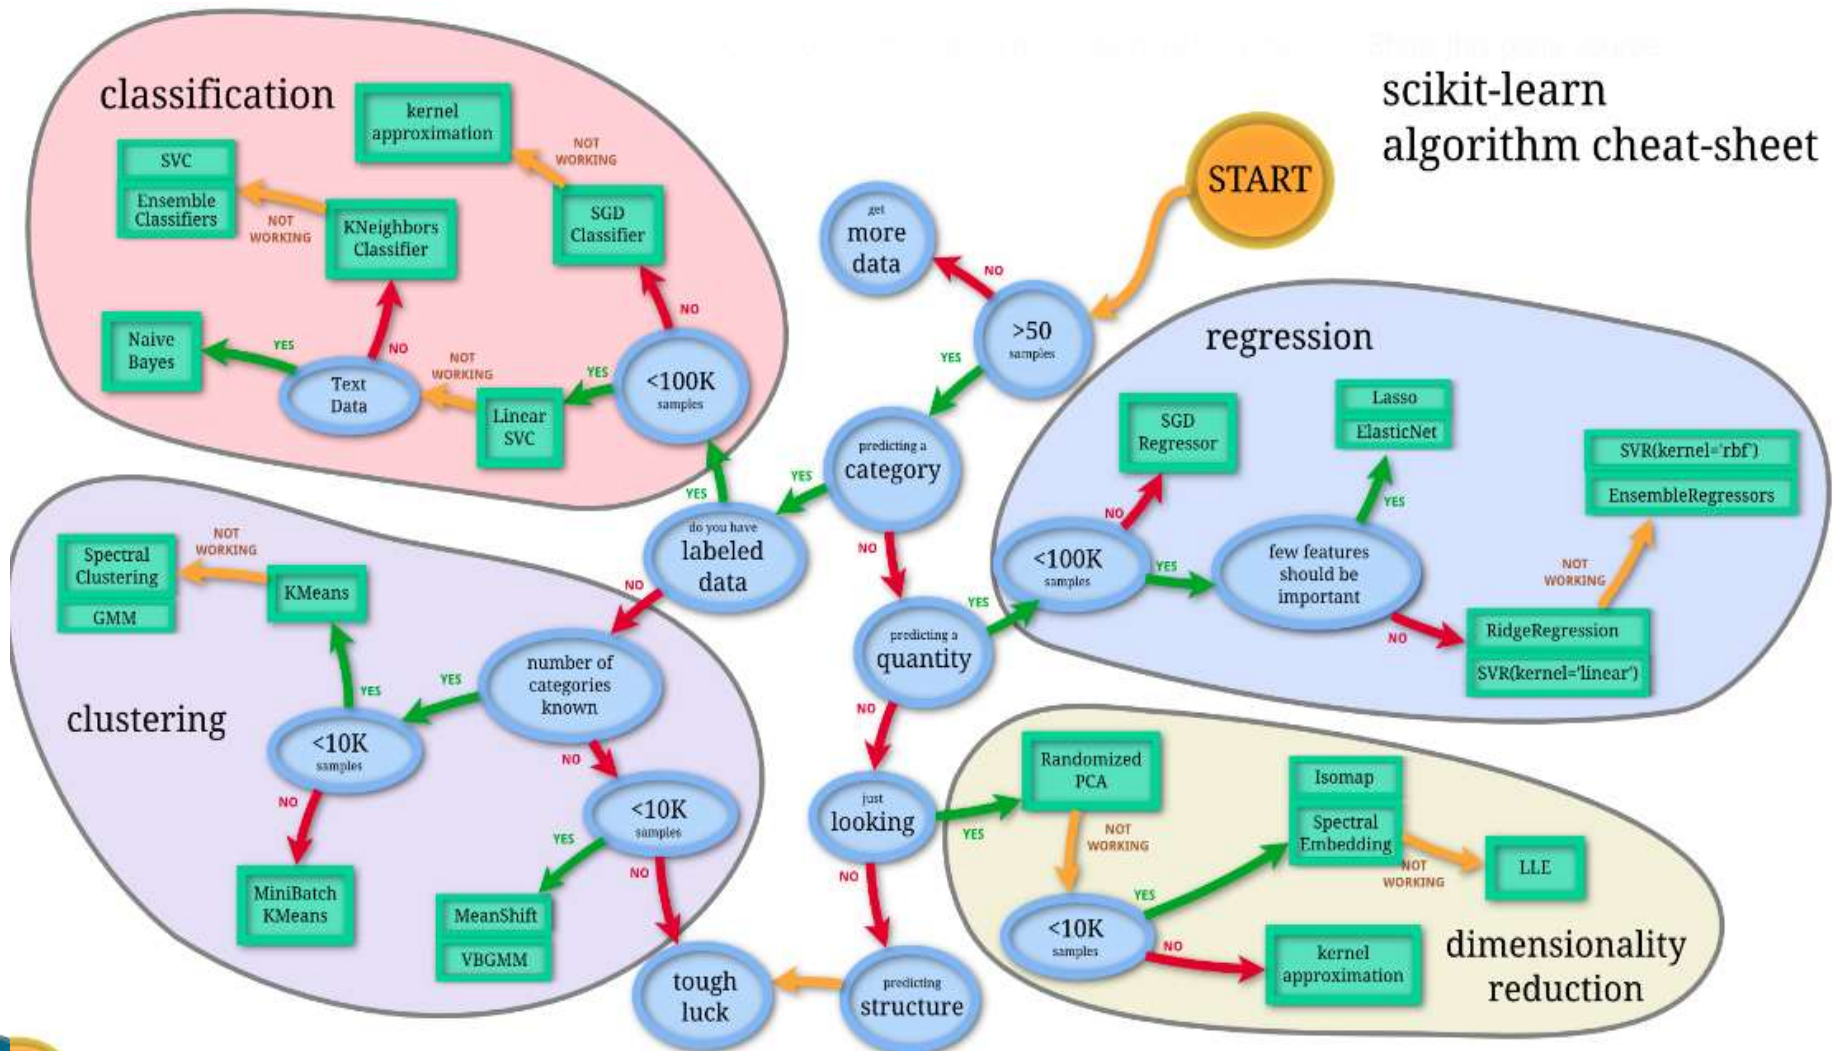 scikit-learn
algorithm cheat-sheet
START
get
more
data
NO
>50
samples
YES
predicting a
category
YES
NO
do you have
labeled
data
YES
NO
predicting a
quantity
YES
NO
just
looking
YES
NO
predicting
structure
tough
luck
classification
kernel
approximation
NOT
WORKING
SVC
Ensemble
Classifiers
NOT
WORKING
KNeighbors
Classifier
SGD
Classifier
NO
<100K
samples
YES
Linear
SVC
NOT
WORKING
Text
Data
NO
YES
Naive
Bayes
regression
SGD
Regressor
NO
<100K
samples
YES
few features
should be
important
YES
Lasso
ElasticNet
NO
RidgeRegression
SVR(kernel='linear')
NOT
WORKING
SVR(kernel='rbf')
EnsembleRegressors
clustering
Spectral
Clustering
GMM
NOT
WORKING
KMeans
YES
<10K
samples
NO
MiniBatch
KMeans
YES
number of
categories
known
NO
<10K
samples
YES
NO
MeanShift
VBGMM
dimensionality
reduction
Randomized
PCA
NOT
WORKING
<10K
samples
YES
Isomap
Spectral
Embedding
NOT
WORKING
LLE
NO
kernel
approximation